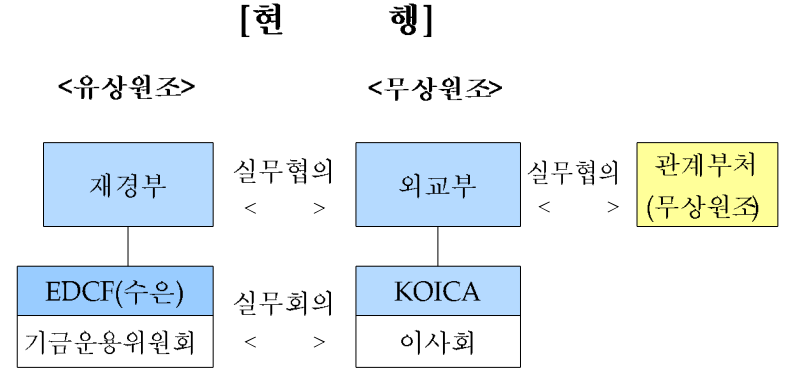 [현 행]
<유상원조> <무상원조>
재경부
실무협의
< >
외교부
실무협의
< >
관계부처
(무상원조)
EDCF(수은)
기금운용위원회
실무회의
< >
KOICA
이사회